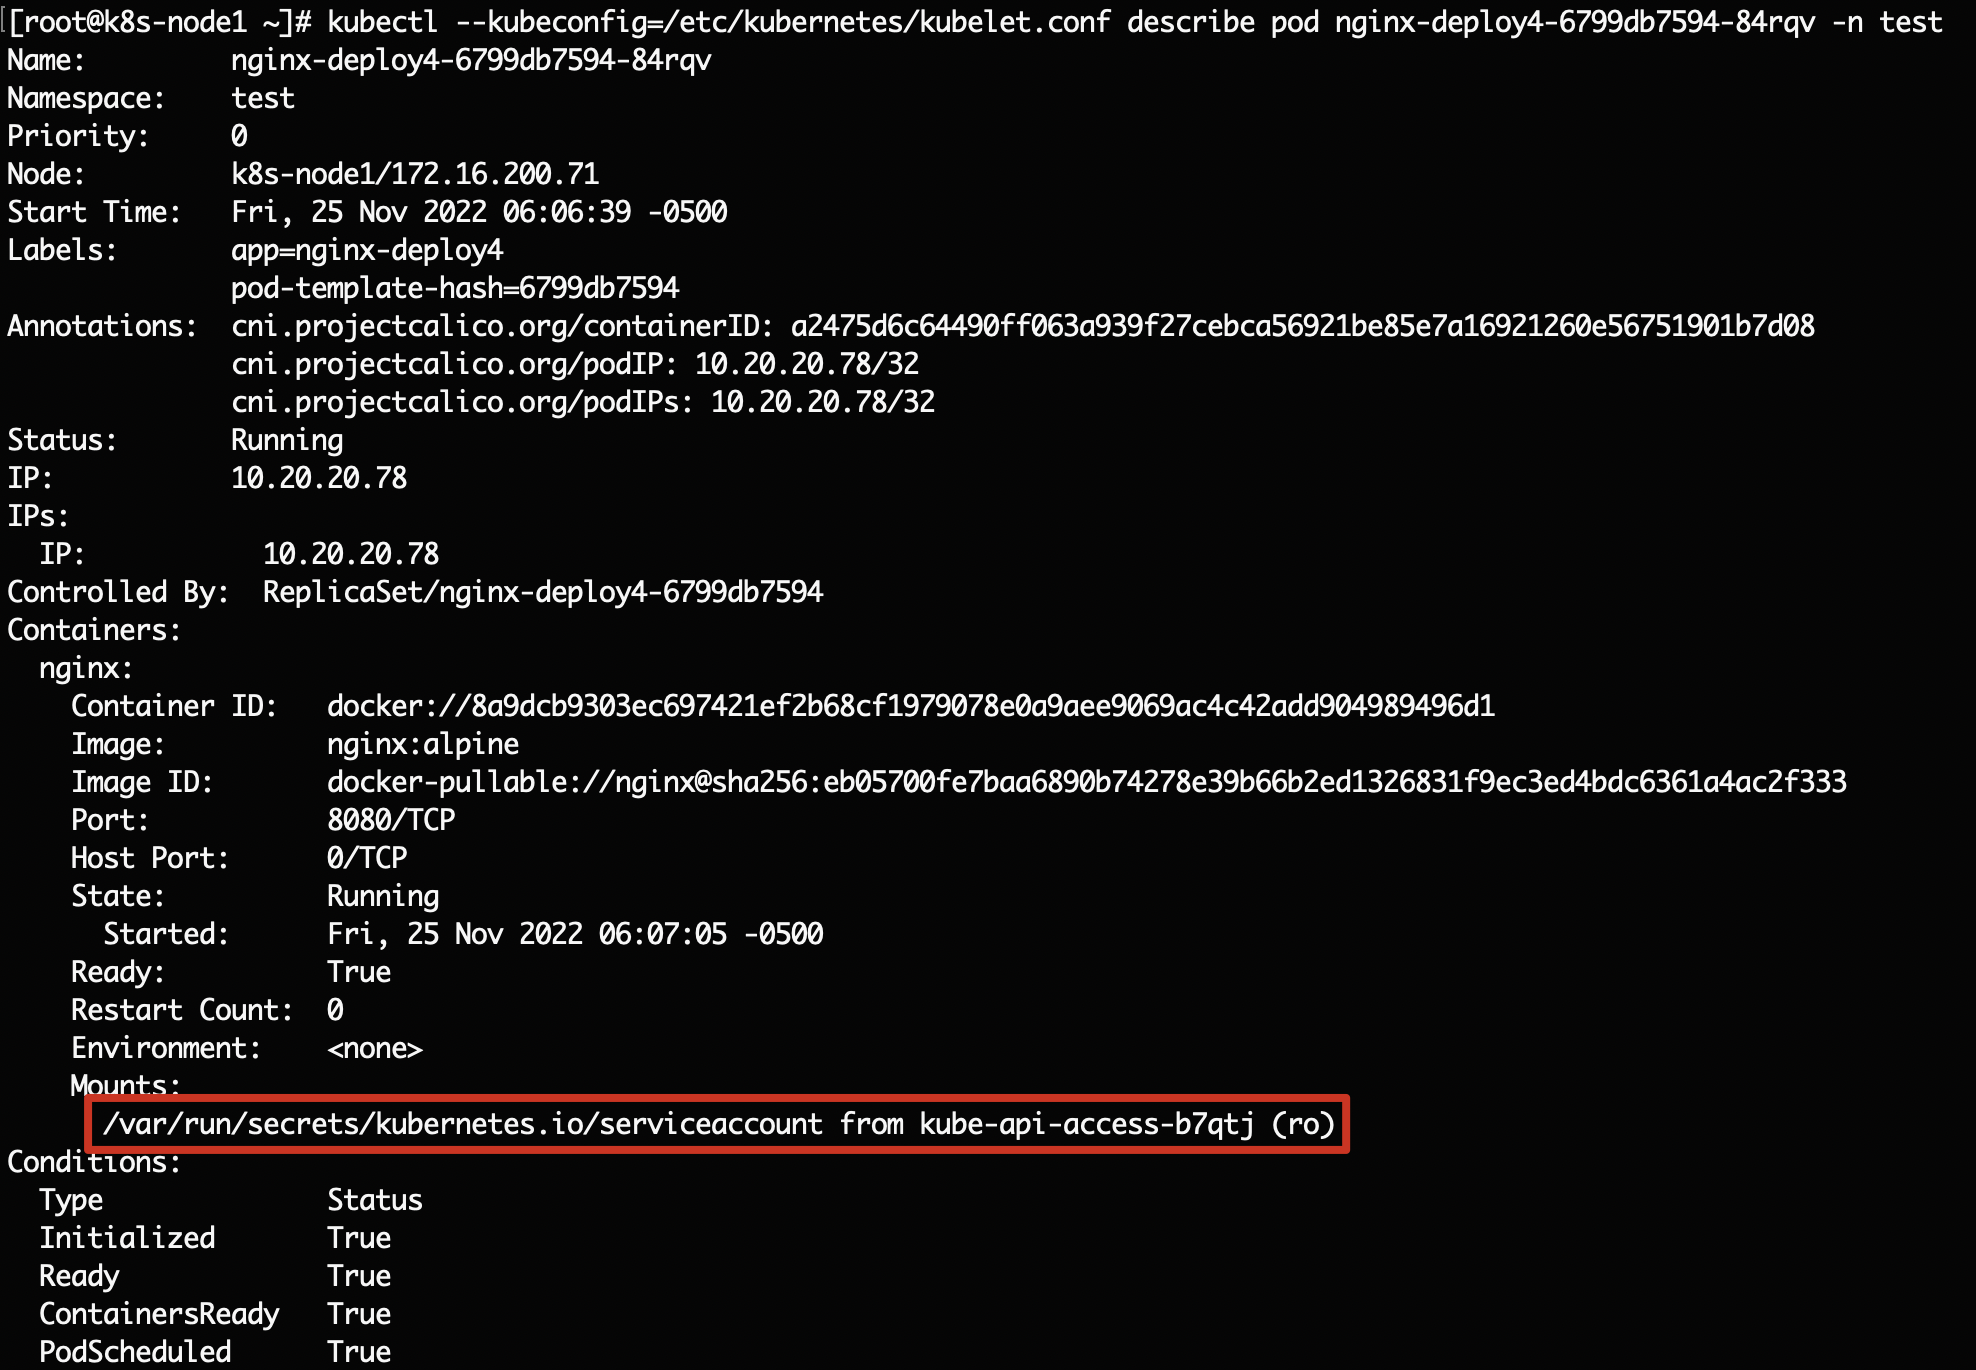 [root@k8s-node1 ~]# kubectl --kubeconfig=/etc/kubernetes/kubelet.conf describe pod nginx-deploy4-6799db7594-84rqv -n test
Name:         nginx-deploy4-6799db7594-84rqv
Namespace:    test
Priority:     0
Node:         k8s-node1/172.16.200.71
Start Time:   Fri, 25 Nov 2022 06:06:39 -0500
Labels:       app=nginx-deploy4
              pod-template-hash=6799db7594
Annotations:  cni.projectcalico.org/containerID: a2475d6c64490ff063a939f27cebca56921be85e7a16921260e56751901b7d08
              cni.projectcalico.org/podIP: 10.20.20.78/32
              cni.projectcalico.org/podIPs: 10.20.20.78/32
Status:       Running
IP:           10.20.20.78
IPs:
  IP:           10.20.20.78
Controlled By:  ReplicaSet/nginx-deploy4-6799db7594
Containers:
  nginx:
    Container ID:   docker://8a9dcb9303ec697421ef2b68cf1979078e0a9aee9069ac4c42add904989496d1
    Image:          nginx:alpine
    Image ID:       docker-pullable://nginx@sha256:eb05700fe7baa6890b74278e39b66b2ed1326831f9ec3ed4bdc6361a4ac2f333
    Port:           8080/TCP
    Host Port:      0/TCP
    State:          Running
      Started:      Fri, 25 Nov 2022 06:07:05 -0500
    Ready:          True
    Restart Count:  0
    Environment:    <none>
    Mounts:
      /var/run/secrets/kubernetes.io/serviceaccount from kube-api-access-b7qtj (ro)
Conditions:
  Type              Status
  Initialized       True
  Ready             True
  ContainersReady   True
  PodScheduled      True